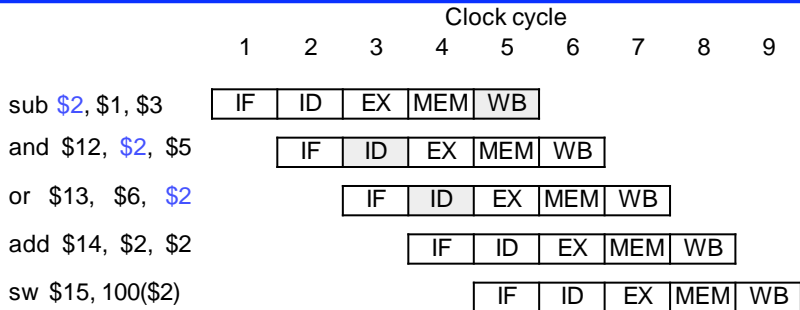 Clock cycle
1 2 3 4 5 6 7 8 9
sub $2, $1, $3 IF ID EX MEM WB
and $12, $2, $5 IF ID EX MEM WB
or $13, $6, $2 IF ID EX MEM WB
add $14, $2, $2 IF ID EX MEM WB
sw $15, 100($2) IF ID EX MEM WB